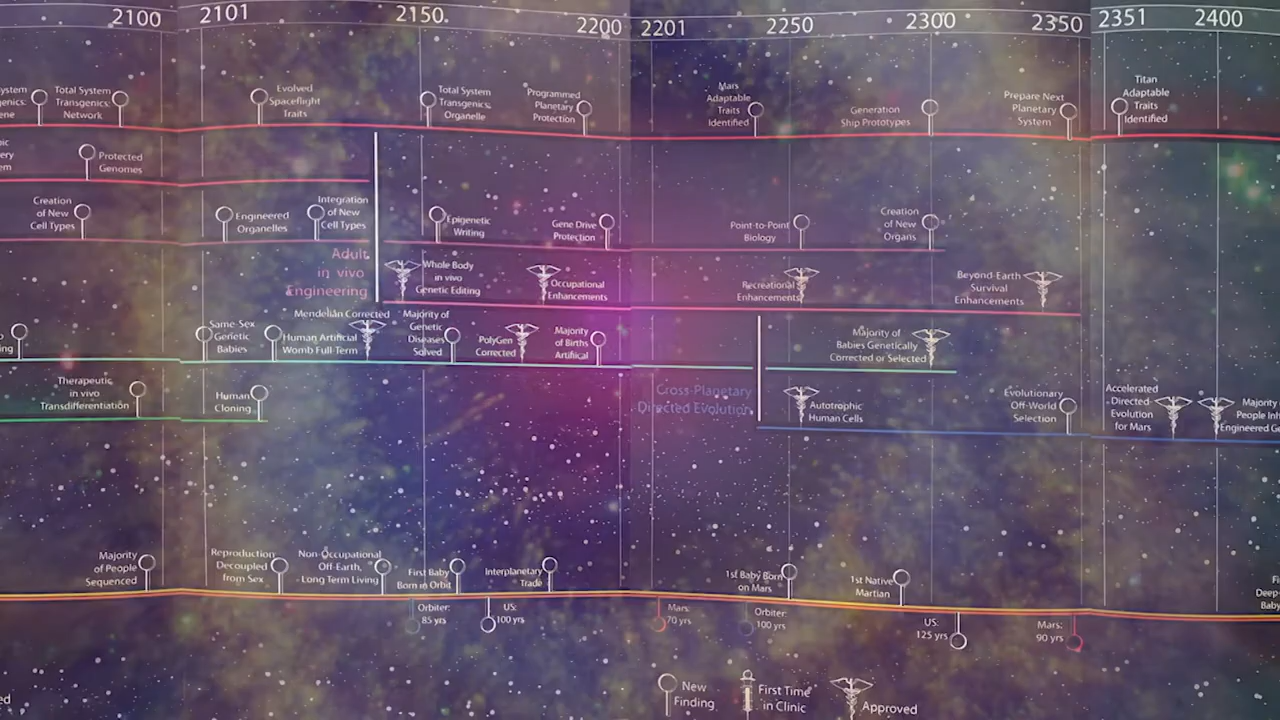 2100
2101
2150
2200
2201
2250
2300
2350
2351
2400
Total System
Transgenics:
Network
Evolved
Spaceflight
Traits
Total System
Transgenic:
Organelle
Programmed
Planetary
Protection
Mars
Adaptable
Traits
Identified
Generation
Ship Prototypes
Prepare Next
Planetary
System
Titan
Adaptable
Traits
Identified
Protected
Genomes
Creation
of New
Cell Types
Engineered
Organelles
Integration
of New
Cell Types
Epigenetic
Writing
Gene Drive
Protection
Point-to-Point
Biology
Creation
of New
Organs
Adult
in vivo
Engineering
Whole Body
in vivo
Genetic Editing
Occupational
Enhancements
Recreational
Enhancements
Beyond-Earth
Survival
Enhancements
Same-Sex
Genetic
Babies
Human Artificial
Womb Full-Term
Mendelian Corrected
Majority of
Genetic
Diseases
Solved
PolyGen
Corrected
Majority
of Births
Artificial
Majority of
Babies Genetically
Corrected or Selected
Therapeutic
in vivo
Transdifferentiation
Human
Cloning
Cross-Planetary
Directed Evolution
Autotrophic
Human Cells
Evolutionary
Off-World
Selection
Accelerated
Directed
Evolution
for Mars
Majority
People
Engineered
Majority
of People
Sequenced
Reproduction
Decoupled
from Sex
Non-Occupational
Off-Earth,
Long Term Living
First Baby
Born in Orbit
Interplanetary
Trade
1st Baby Born
on Mars
1st Native
Martian
Orbiter:
85 yrs
US:
100 yrs
Mars:
70 yrs
Orbiter:
100 yrs
US:
125 yrs
Mars:
90 yrs
New
Finding
First Time
in Clinic
Approved